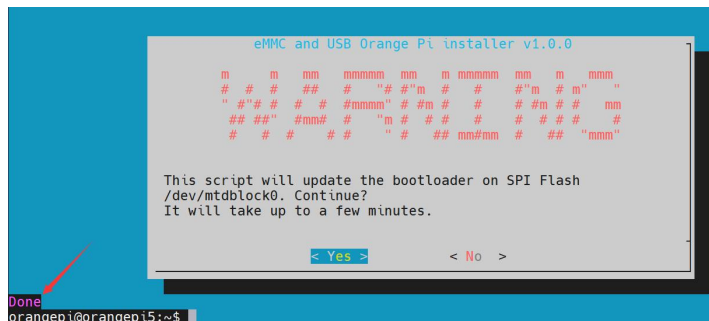 eMMC and USB Orange Pi installer v1.0.0
WARNING
This script will update the bootloader on SPI Flash
/dev/mtdblock0. Continue?
It will take up to a few minutes.
< Yes > < No >
Done
orangepi@orangepi5:~$